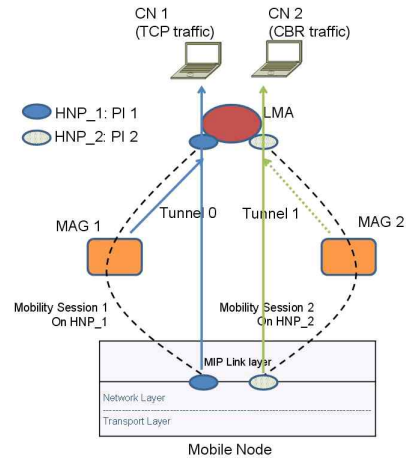 CN 1
(TCP traffic)
CN 2
(CBR traffic)
HNP_1: PI 1
HNP_2: PI 2
LMA
MAG 1
Tunnel 0
Tunnel 1
MAG 2
Mobility Session 1
On HNP_1
Mobility Session 2
On HNP_2
MIP Link layer
Network Layer
Transport Layer
Mobile Node